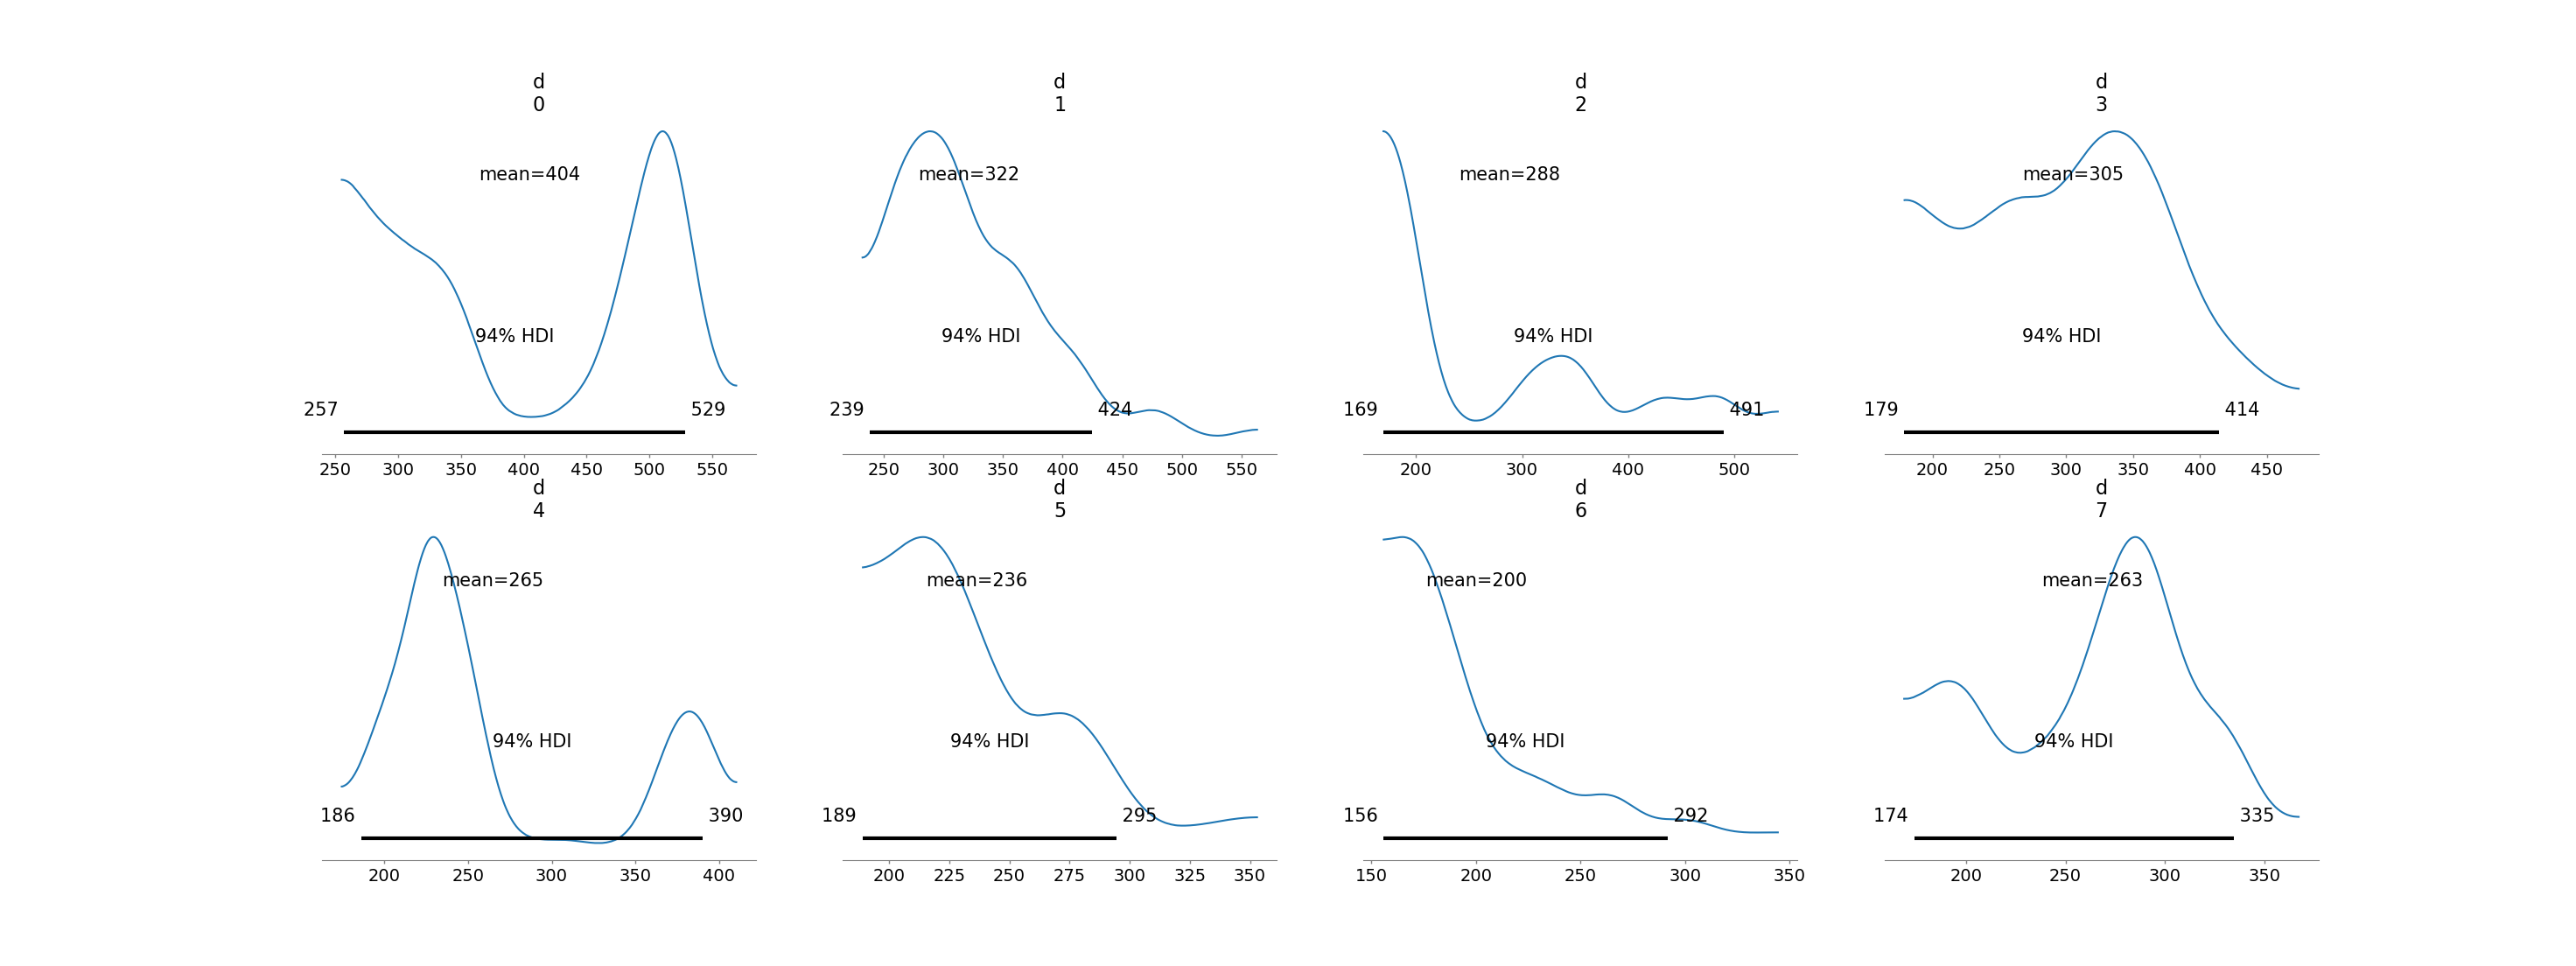 d
0
mean=404
94% HDI
257
529
250 300 350 400 450 500 550
d
1
mean=322
94% HDI
239
424
250 300 350 400 450 500 550
d
2
mean=288
94% HDI
169
491
200 300 400 500
d
3
mean=305
94% HDI
179
414
200 250 300 350 400 450
d
4
mean=265
94% HDI
186
390
200 250 300 350 400
d
5
mean=236
94% HDI
189
295
200 225 250 275 300 325 350
d
6
mean=200
94% HDI
156
292
150 200 250 300 350
d
7
mean=263
94% HDI
174
335
200 250 300 350